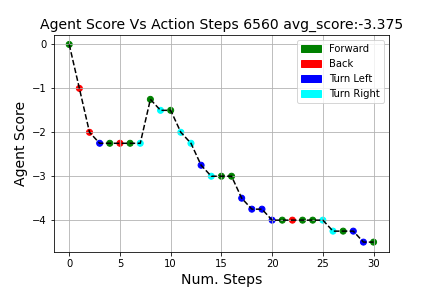 Agent Score Vs Action Steps 6560 avg_score:-3.375
Forward
Back
Turn Left
Turn Right
Agent Score
0
−1
−2
−3
−4
0 5 10 15 20 25 30
Num. Steps